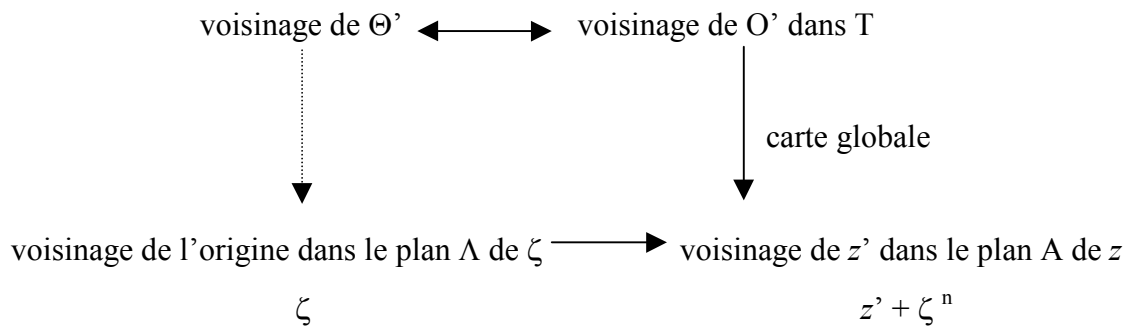 voisinage de Θ’ voisinage de O’ dans T
carte globale
voisinage de l’origine dans le plan Λ de ζ voisinage de z’ dans le plan A de z
ζ z’ + ζ ⁿ